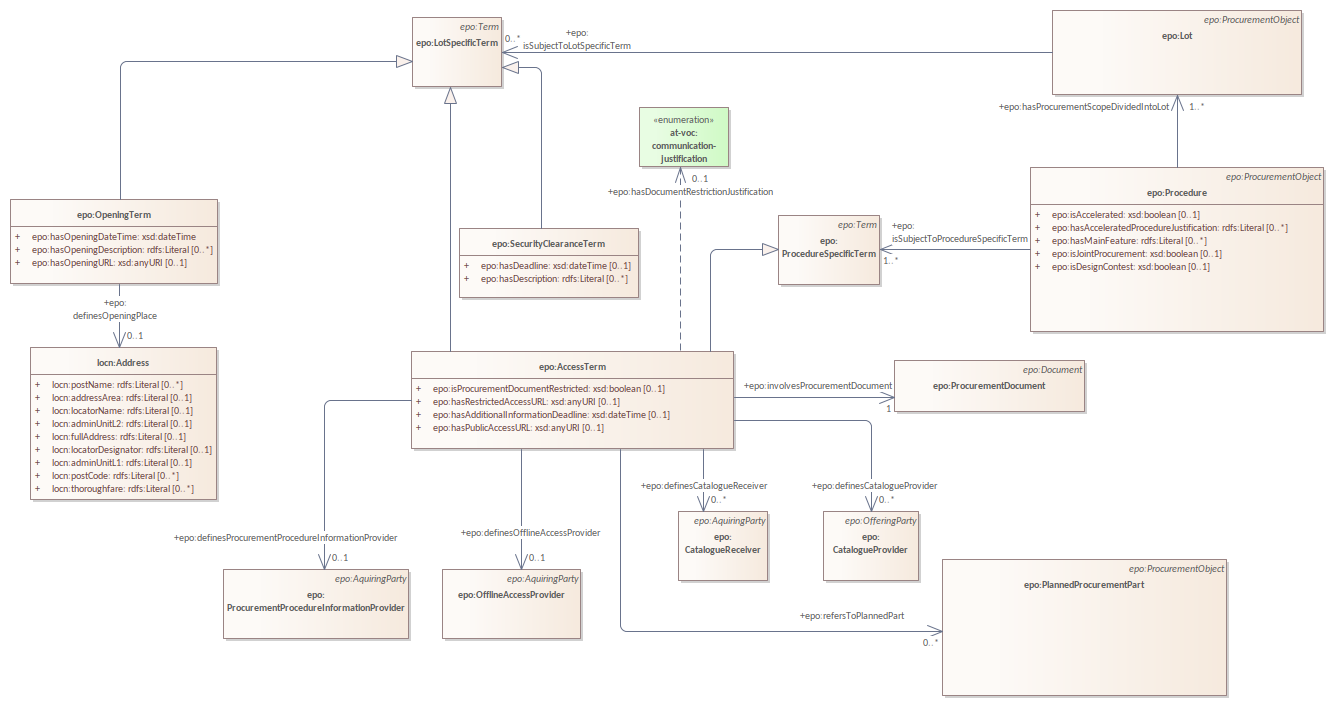 epo:Term
epo:LotSpecificTerm
0..*
+epo:
isSubjectToLotSpecificTerm
epo:ProcurementObject
epo:Lot
+epo:hasProcurementScopeDividedIntoLot
1..*
«enumeration»
at-voc:
communication-
justification
0..1
+epo:hasDocumentRestrictionJustification
epo:ProcurementObject
epo:Procedure
+ epo:isAccelerated: xsd:boolean [0..1]
+ epo:hasAcceleratedProcedureJustification: rdfs:Literal [0..*]
+ epo:hasMainFeature: rdfs:Literal [0..*]
+ epo:isJointProcurement: xsd:boolean [0..1]
+ epo:isDesignContest: xsd:boolean [0..1]
epo:OpeningTerm
+ epo:hasOpeningDateTime: xsd:dateTime
+ epo:hasOpeningDescription: rdfs:Literal [0..*]
+ epo:hasOpeningURL: xsd:anyURI [0..1]
epo:SecurityClearanceTerm
+ epo:hasDeadline: xsd:dateTime [0..1]
+ epo:hasDescription: rdfs:Literal [0..*]
epo:Term
epo:
ProcedureSpecificTerm
+epo:
isSubjectToProcedureSpecificTerm
1..*
+epo:
definesOpeningPlace
0..1
locn:Address
+ locn:postName: rdfs:Literal [0..*]
+ locn:addressArea: rdfs:Literal [0..1]
+ locn:locatorName: rdfs:Literal [0..1]
+ locn:adminUnitL2: rdfs:Literal [0..1]
+ locn:fullAddress: rdfs:Literal [0..1]
+ locn:locatorDesignator: rdfs:Literal [0..1]
+ locn:adminUnitL1: rdfs:Literal [0..1]
+ locn:postCode: rdfs:Literal [0..*]
+ locn:thoroughfare: rdfs:Literal [0..*]
epo:AccessTerm
+ epo:isProcurementDocumentRestricted: xsd:boolean [0..1]
+ epo:hasRestrictedAccessURL: xsd:anyURI [0..1]
+ epo:hasAdditionalInformationDeadline: xsd:dateTime [0..1]
+ epo:hasPublicAccessURL: xsd:anyURI [0..1]
+epo:involvesProcurementDocument
1
epo:Document
epo:ProcurementDocument
+epo:definesCatalogueReceiver
0..*
+epo:definesCatalogueProvider
0..*
epo:AquiringParty
epo:
CatalogueReceiver
epo:OfferingParty
epo:
CatalogueProvider
+epo:definesProcurementProcedureInformationProvider
0..1
+epo:definesOfflineAccessProvider
0..1
epo:AquiringParty
epo:
ProcurementProcedureInformationProvider
epo:AquiringParty
epo:OfflineAccessProvider
+epo:refersToPlannedPart
0..*
epo:ProcurementObject
epo:PlannedProcurementPart